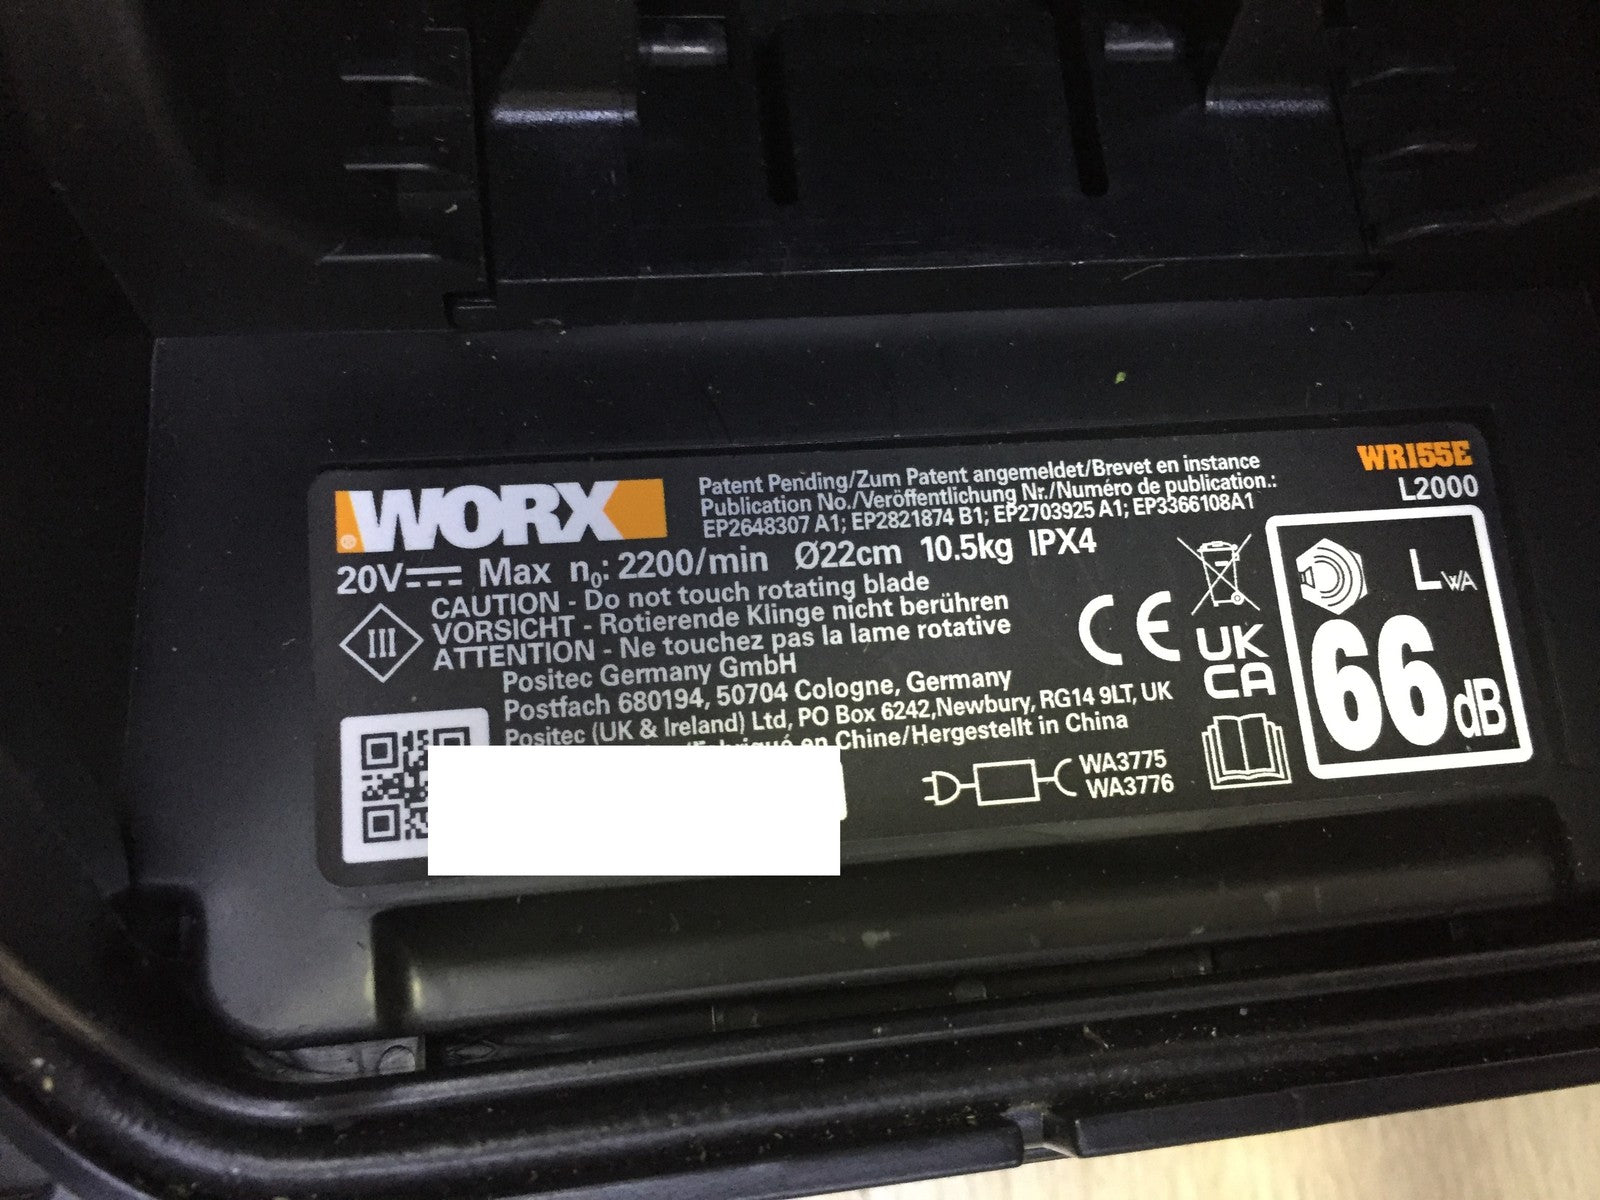 WORX
Patent Pending/Zum Patent angemeldet/Brevet en instance
Publication No./Veröffentlichung Nr./Numéro de publication.:
EP2648307 A1; EP2821874 B1; EP2703925 A1; EP3366108A1
WR155E
L2000
20V Max n₀: 2200/min Ø22cm 10.5kg IPX4
CAUTION - Do not touch rotating blade
VORSICHT - Rotierende Klinge nicht berühren
ATTENTION - Ne touchez pas la lame rotative
III
Positec Germany GmbH
Postfach 680194, 50704 Cologne, Germany
Positec (UK & Ireland) Ltd, PO Box 6242,Newbury, RG14 9LT, UK
en Chine/Hergestellt in China
WA3775
WA3776
CE
UK
CA
LWA
66dB